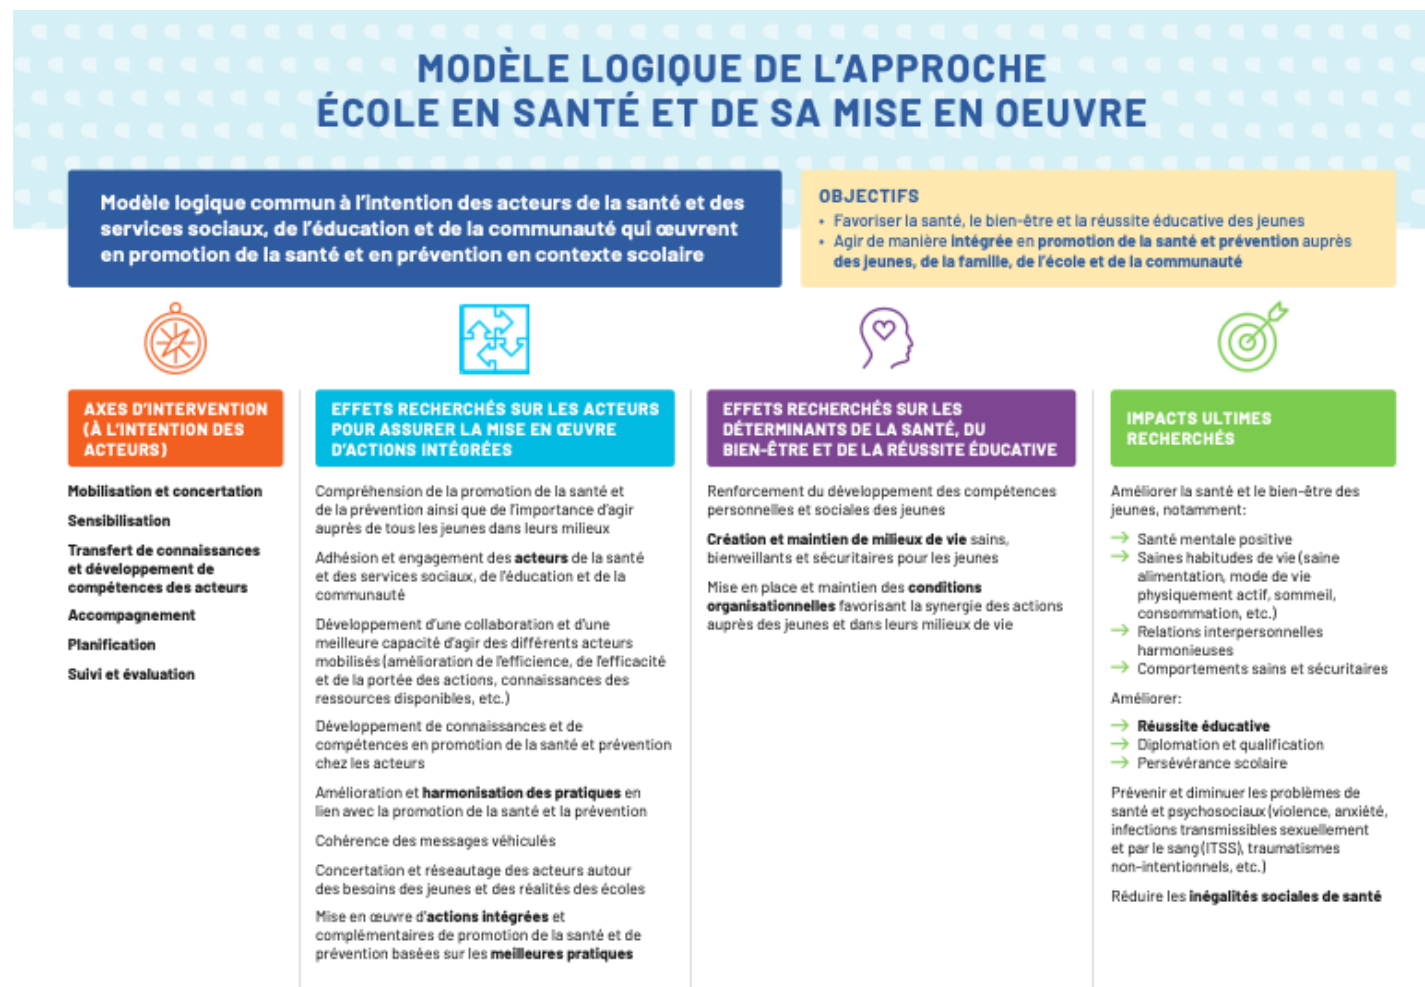 MODÈLE LOGIQUE DE L'APPROCHE
ÉCOLE EN SANTÉ ET DE SA MISE EN OEUVRE
Modèle logique commun à l'intention des acteurs de la santé et des
services sociaux, de l'éducation et de la communauté qui œuvrent
en promotion de la santé et en prévention en contexte scolaire
OBJECTIFS
• Favoriser la santé, le bien-être et la réussite éducative des jeunes
• Agir de manière intégrée en promotion de la santé et prévention auprès
des jeunes, de la famille, de l'école et de la communauté
AXES D'INTERVENTION
(À L'INTENTION DES
ACTEURS)
Mobilisation et concertation
Sensibilisation
Transfert de connaissances
et développement de
compétences des acteurs
Accompagnement
Planification
Suivi et évaluation
EFFETS RECHERCHÉS SUR LES ACTEURS
POUR ASSURER LA MISE EN ŒUVRE
D'ACTIONS INTÉGRÉES
Compréhension de la promotion de la santé et
de la prévention ainsi que de l'importance d'agir
auprès de tous les jeunes dans leurs milieux
Adhésion et engagement des acteurs de la santé
et des services sociaux, de l'éducation et de la
communauté
Développement d'une collaboration et d'une
meilleure capacité d'agir des différents acteurs
mobilisés (amélioration de l'efficience, de l'efficacité
et de la portée des actions, connaissances des
ressources disponibles, etc.)
Développement de connaissances et de
compétences en promotion de la santé et prévention
chez les acteurs
Amélioration et harmonisation des pratiques en
lien avec la promotion de la santé et la prévention
Cohérence des messages véhiculés
Concertation et réseautage des acteurs autour
des besoins des jeunes et des réalités des écoles
Mise en œuvre d'actions intégrées et
complémentaires de promotion de la santé et de
prévention basées sur les meilleures pratiques
EFFETS RECHERCHÉS SUR LES
DÉTERMINANTS DE LA SANTÉ, DU
BIEN-ÊTRE ET DE LA RÉUSSITE ÉDUCATIVE
Renforcement du développement des compétences
personnelles et sociales des jeunes
Création et maintien de milieux de vie sains,
bienveillants et sécuritaires pour les jeunes
Mise en place et maintien des conditions
organisationnelles favorisant la synergie des actions
auprès des jeunes et dans leurs milieux de vie
IMPACTS ULTIMES
RECHERCHÉS
Améliorer la santé et le bien-être des
jeunes, notamment:
→ Santé mentale positive
→ Saines habitudes de vie (saine
alimentation, mode de vie
physiquement actif, sommeil,
consommation, etc.)
→ Relations interpersonnelles
harmonieuses
→ Comportements sains et sécuritaires
Améliorer:
→ Réussite éducative
→ Diplomation et qualification
→ Persévérance scolaire
Prévenir et diminuer les problèmes de
santé et psychosociaux (violence, anxiété,
infections transmissibles sexuellement
et par le sang (ITSS), traumatismes
non-intentionnels, etc.)
Réduire les inégalités sociales de santé